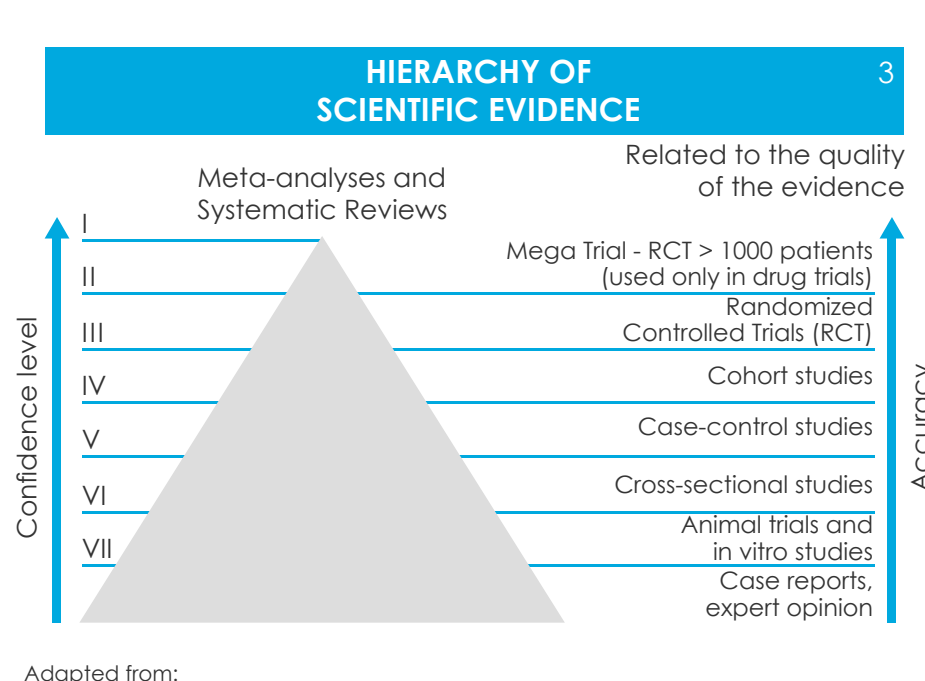 HIERARCHY OF
SCIENTIFIC EVIDENCE
3
Related to the quality
of the evidence
Meta-analyses and
Systematic Reviews
I
Mega Trial - RCT > 1000 patients
(used only in drug trials)
II
Randomized
Controlled Trials (RCT)
III
Cohort studies
IV
Case-control studies
V
Cross-sectional studies
VI
Animal trials and
in vitro studies
VII
Case reports,
expert opinion
Confidence level
Accuracy
Adapted from: